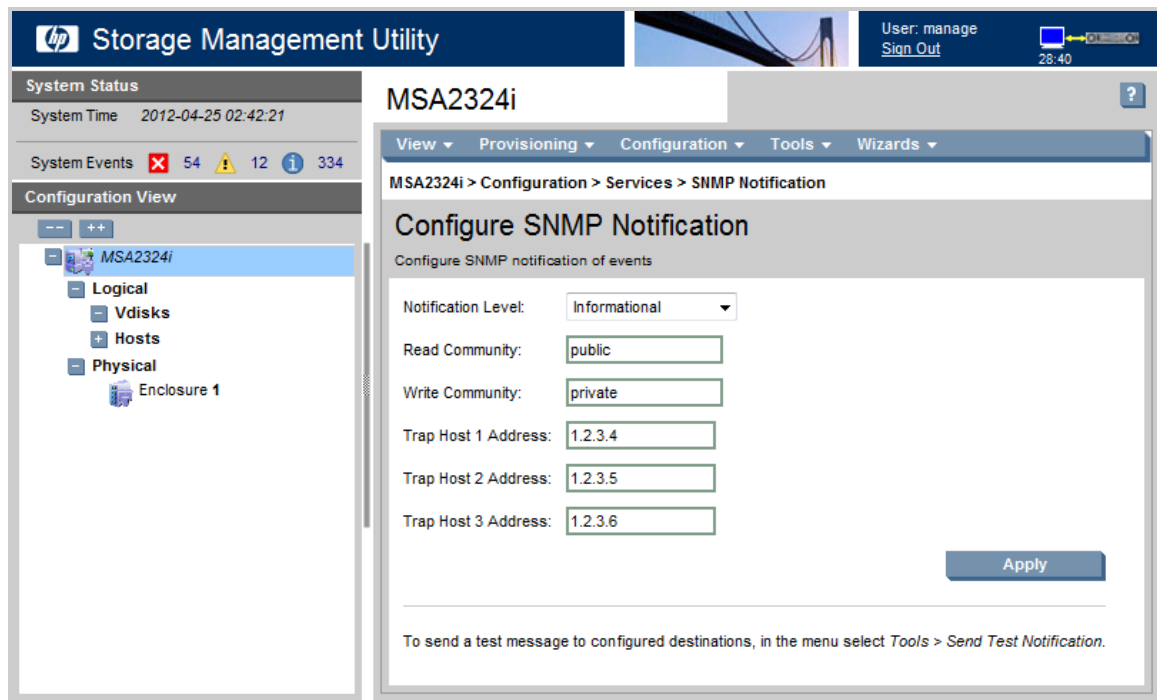 hp Storage Management Utility
User: manage
Sign Out
28:40
System Status
System Time 2012-04-25 02:42:21
System Events 54 12 334
Configuration View
-- ++
MSA2324i
Logical
Vdisks
Hosts
Physical
Enclosure 1
MSA2324i
?
View Provisioning Configuration Tools Wizards
MSA2324i > Configuration > Services > SNMP Notification
Configure SNMP Notification
Configure SNMP notification of events
Notification Level: Informational
Read Community: public
Write Community: private
Trap Host 1 Address: 1.2.3.4
Trap Host 2 Address: 1.2.3.5
Trap Host 3 Address: 1.2.3.6
Apply
To send a test message to configured destinations, in the menu select Tools > Send Test Notification.